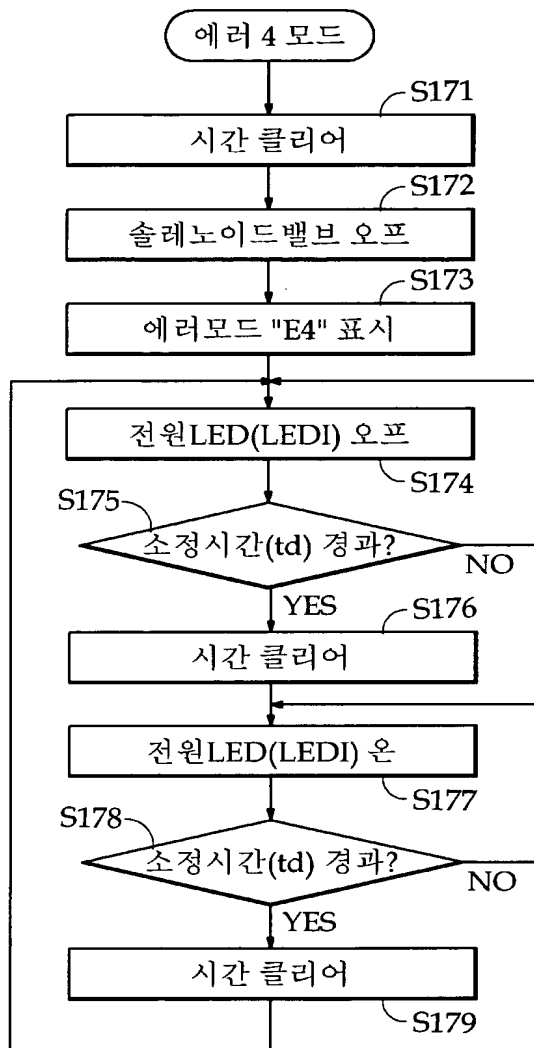 에러 4 모드
S171
시간 클리어
S172
솔레노이드밸브 오프
S173
에러모드 "E4" 표시
전원LED(LEDI) 오프
S174
S175
소정시간(td) 경과?
NO
YES
S176
시간 클리어
전원LED(LEDI) 온
S177
S178
소정시간(td) 경과?
NO
YES
시간 클리어
S179